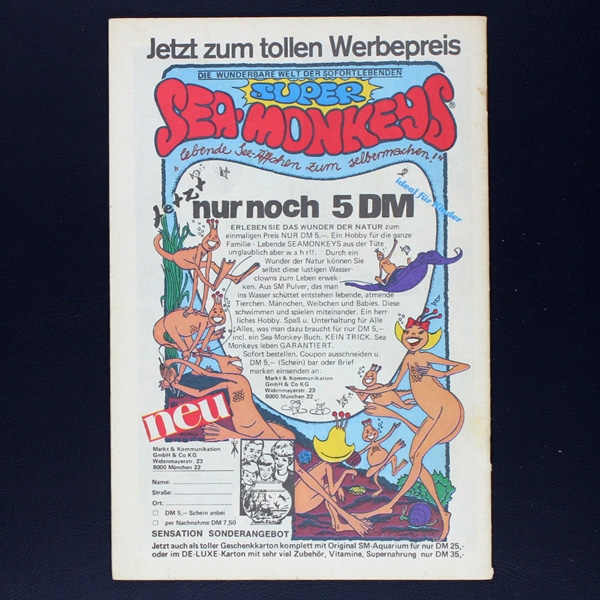 Jetzt zum tollen Werbepreis
DIE WUNDERBARE WELT DER SOFORTLEBENDEN
SUPER
SEA-MONKEYS®
"lebende See-Äffchen zum selbermachen!"
Jetzt
ideal für Kinder
nur noch 5 DM
ERLEBEN SIE DAS WUNDER DER NATUR zum
einmaligen Preis NUR DM 5,–. Ein Hobby für die ganze
Familie - Lebende SEAMONKEYS aus der Tüte
unglaublich aber w a h r!!. Durch ein
Wunder der Natur können Sie
selbst diese lustigen Wasser-
clowns zum Leben erwek-
ken. Aus SM Pulver, das man
ins Wasser schüttet entstehen lebende, atmende
Tierchen. Männchen, Weibchen und Babies. Diese
schwimmen und spielen miteinander. Ein herr-
liches Hobby. Spaß u. Unterhaltung für Alle
Alles, was man dazu braucht für nur DM 5,–
incl. ein Sea-Monkey-Buch. KEIN TRICK. Sea
Monkeys leben GARANTIERT.
Sofort bestellen. Coupon ausschneiden u.
DM 5,– (Schein) bar oder Brief
marken einsenden an:
Markt & Kommunikation
GmbH & Co KG
Widenmayerstr. 23
8000 München 22
neu
Markt & Kommunikation
GmbH & Co KG
Widenmayerstr. 23
8000 München 22
Name:
Straße:
Ort:
DM 5,– Schein anbei
per Nachnahme DM 7,50
SENSATION SONDERANGEBOT
Jetzt auch als toller Geschenkkarton komplett mit Original SM-Aquarium für nur DM 25,-
oder im DE-LUXE-Karton mit sehr viel Zubehör, Vitamine, Supernahrung nur DM 35,-